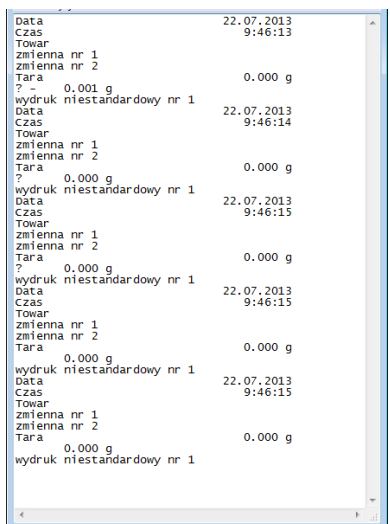 Data 22.07.2013
Czas 9:46:13
Towar
zmienna nr 1
zmienna nr 2
Tara 0.000 g
? - 0.001 g
wydruk niestandardowy nr 1
Data 22.07.2013
Czas 9:46:14
Towar
zmienna nr 1
zmienna nr 2
Tara 0.000 g
? 0.000 g
wydruk niestandardowy nr 1
Data 22.07.2013
Czas 9:46:15
Towar
zmienna nr 1
zmienna nr 2
Tara 0.000 g
? 0.000 g
wydruk niestandardowy nr 1
Data 22.07.2013
Czas 9:46:15
Towar
zmienna nr 1
zmienna nr 2
Tara 0.000 g
0.000 g
wydruk niestandardowy nr 1
Data 22.07.2013
Czas 9:46:15
Towar
zmienna nr 1
zmienna nr 2
Tara 0.000 g
0.000 g
wydruk niestandardowy nr 1